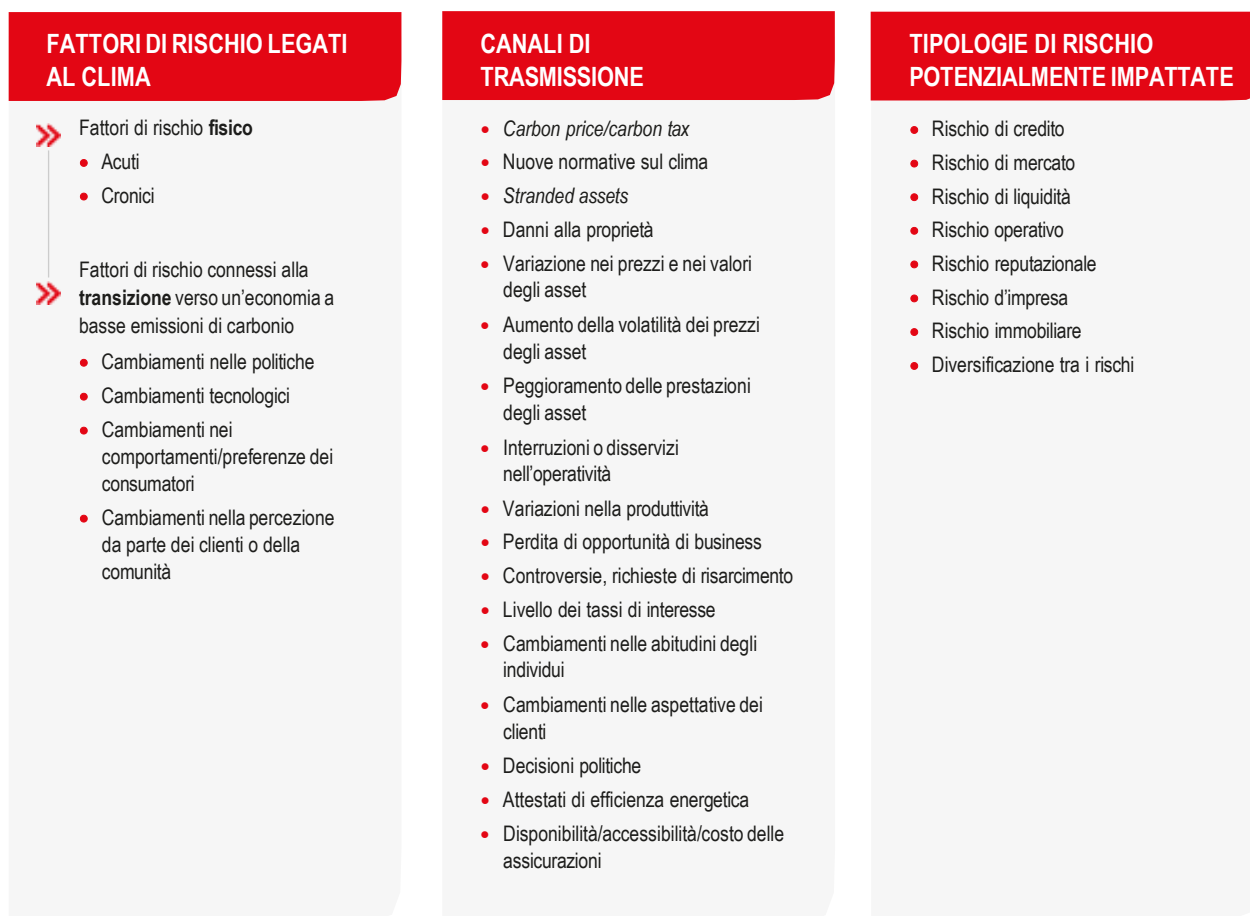 FATTORI DI RISCHIO LEGATI
AL CLIMA
Fattori di rischio fisico
Acuti
Cronici
Fattori di rischio connessi alla
transizione verso un'economia a
basse emissioni di carbonio
Cambiamenti nelle politiche
Cambiamenti tecnologici
Cambiamenti nei
comportamenti/preferenze dei
consumatori
Cambiamenti nella percezione
da parte dei clienti o della
comunità
CANALI DI
TRASMISSIONE
Carbon price/carbon tax
Nuove normative sul clima
Stranded assets
Danni alla proprietà
Variazione nei prezzi e nei valori
degli asset
Aumento della volatilità dei prezzi
degli asset
Peggioramento delle prestazioni
degli asset
Interruzioni o disservizi
nell'operatività
Variazioni nella produttività
Perdita di opportunità di business
Controversie, richieste di risarcimento
Livello dei tassi di interesse
Cambiamenti nelle abitudini degli
individui
Cambiamenti nelle aspettative dei
clienti
Decisioni politiche
Attestati di efficienza energetica
Disponibilità/accessibilità/costo delle
assicurazioni
TIPOLOGIE DI RISCHIO
POTENZIALMENTE IMPATTATE
Rischio di credito
Rischio di mercato
Rischio di liquidità
Rischio operativo
Rischio reputazionale
Rischio d'impresa
Rischio immobiliare
Diversificazione tra i rischi